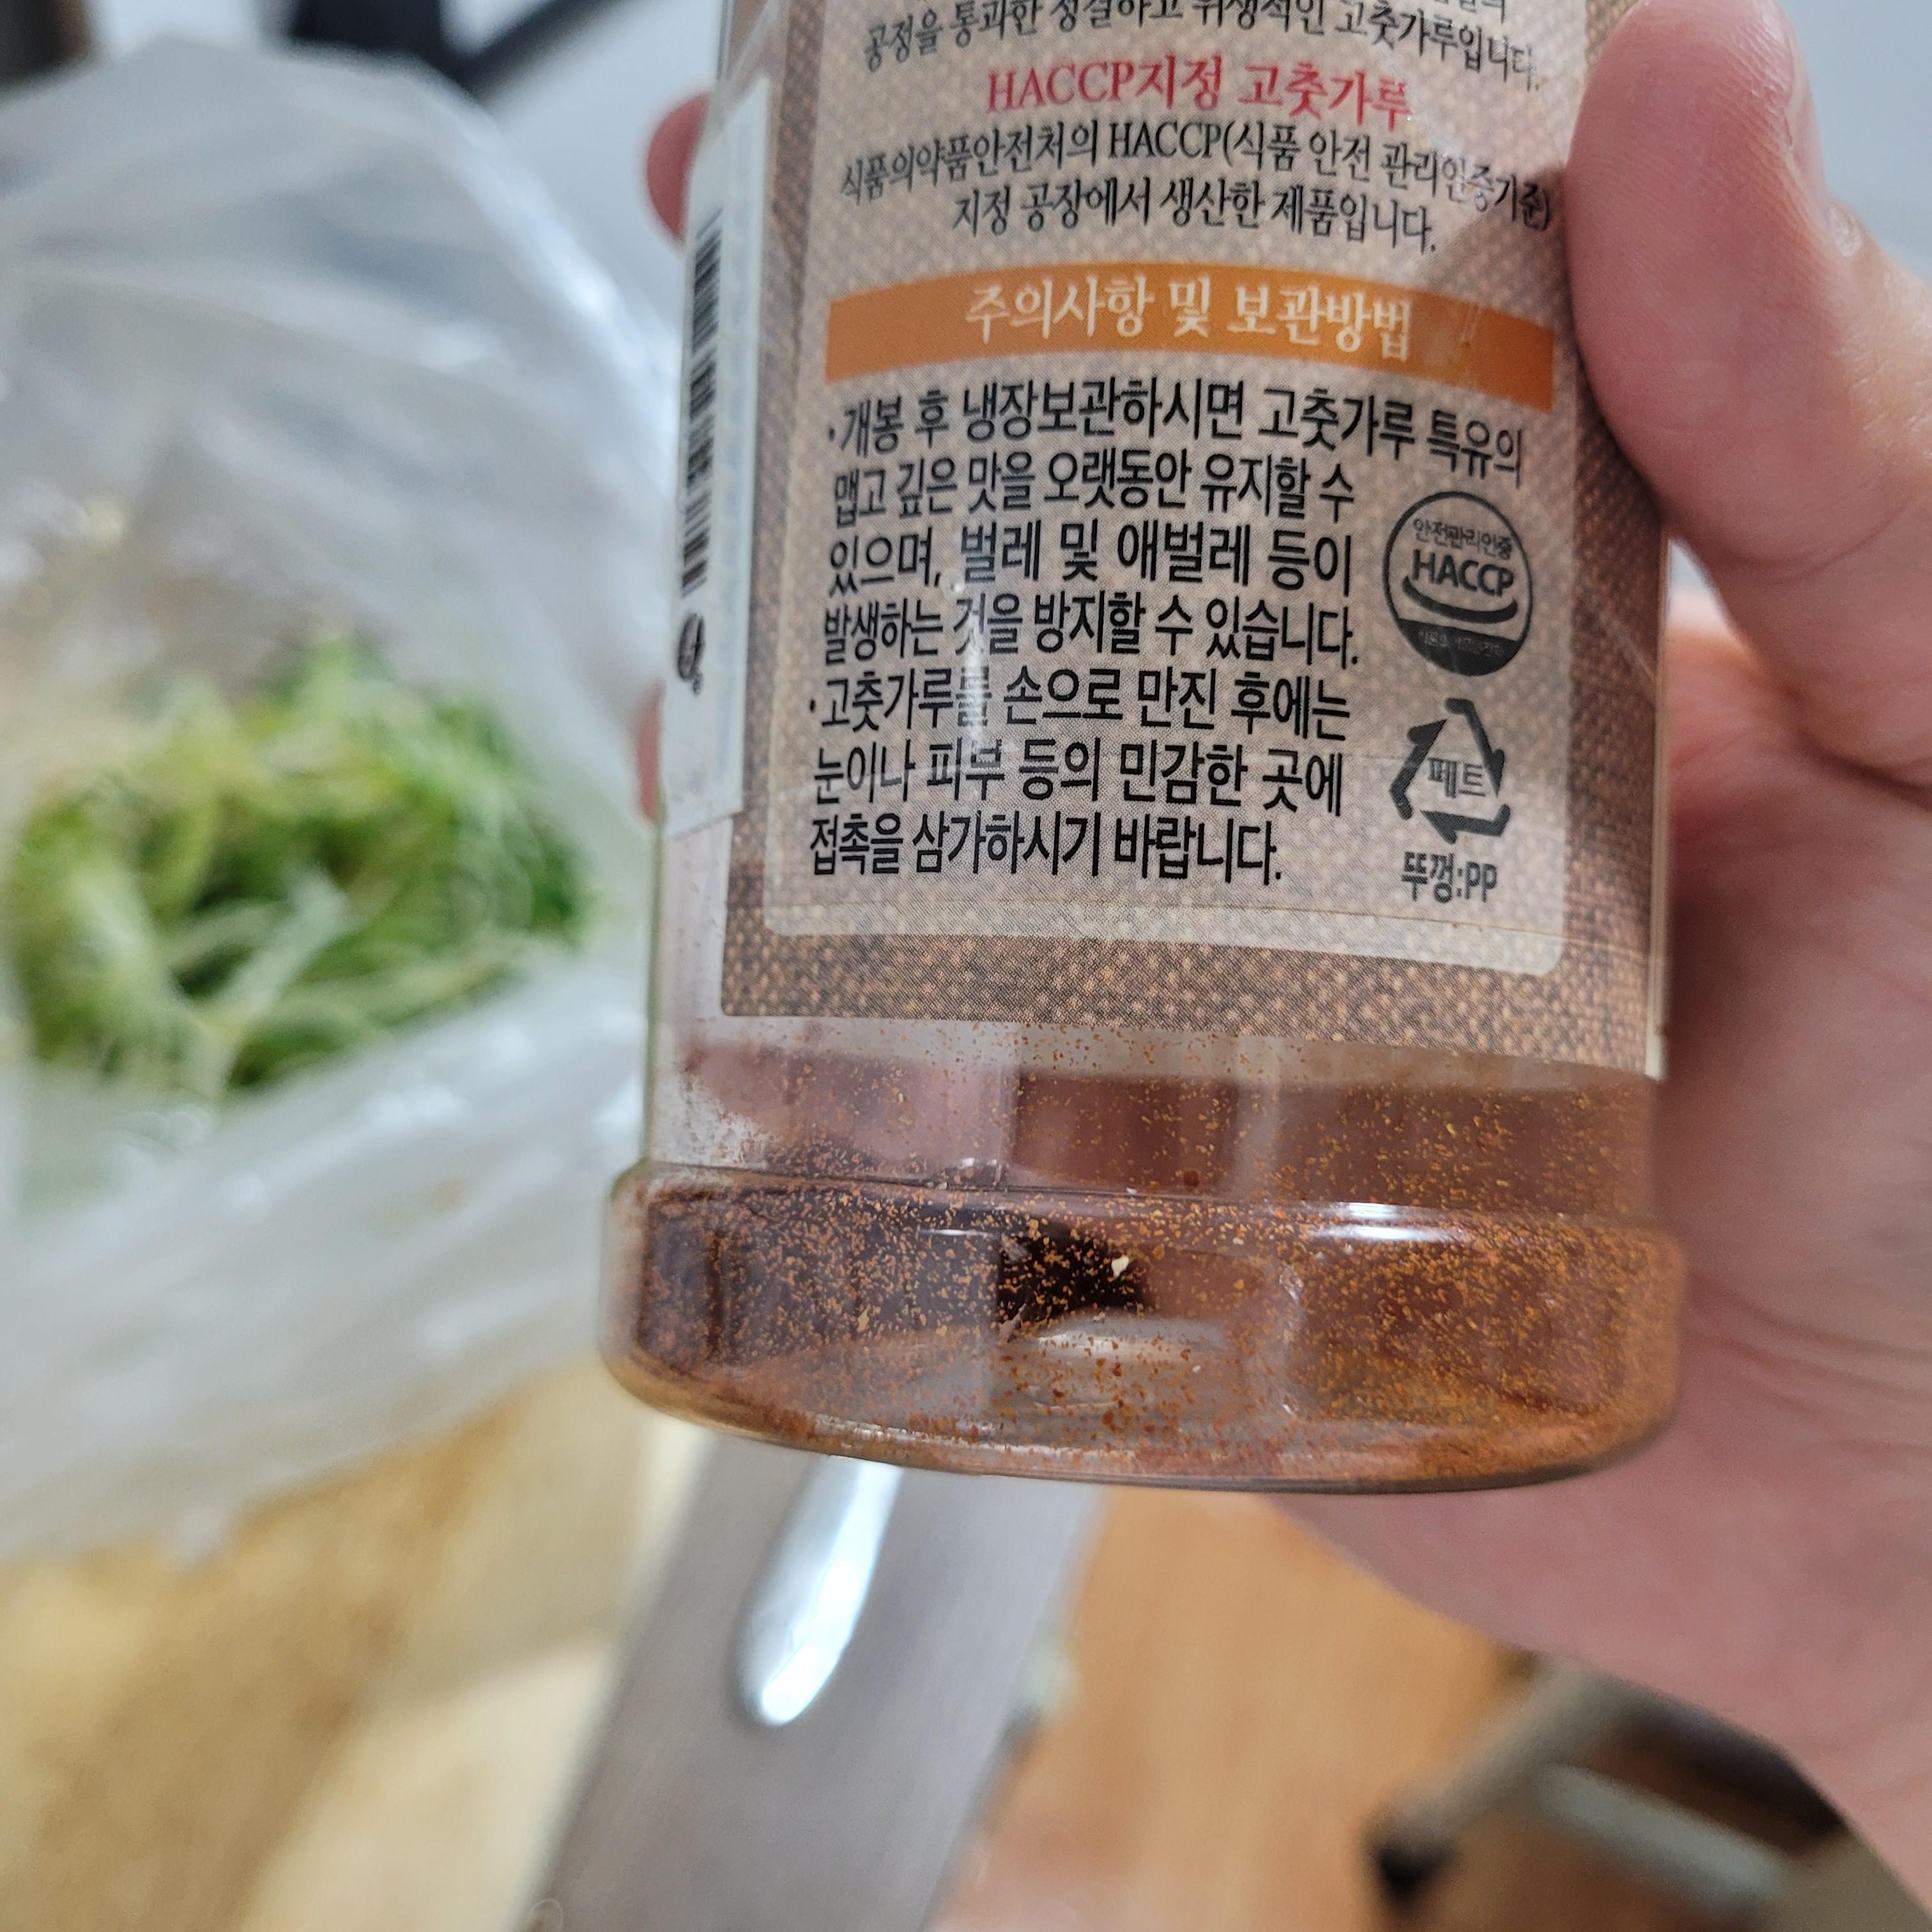 공정을 통과한 청결하고 위생적인 고춧가루입니다.
HACCP지정 고춧가루
식품의약품안전처의 HACCP(식품 안전 관리인증기준)
지정 공장에서 생산한 제품입니다.
주의사항 및 보관방법
·개봉 후 냉장보관하시면 고춧가루 특유의
맵고 깊은 맛을 오랫동안 유지할 수
있으며, 벌레 및 애벌레 등이
발생하는 것을 방지할 수 있습니다.
·고춧가루를 손으로 만진 후에는
눈이나 피부 등의 민감한 곳에
접촉을 삼가하시기 바랍니다.
안전관리인증
HACCP
페트
뚜껑:PP